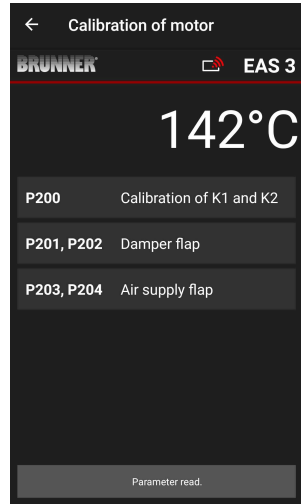 ← Calibration of motor
BRUNNER EAS 3
142°C
P200 Calibration of K1 and K2
P201, P202 Damper flap
P203, P204 Air supply flap
Parameter read.